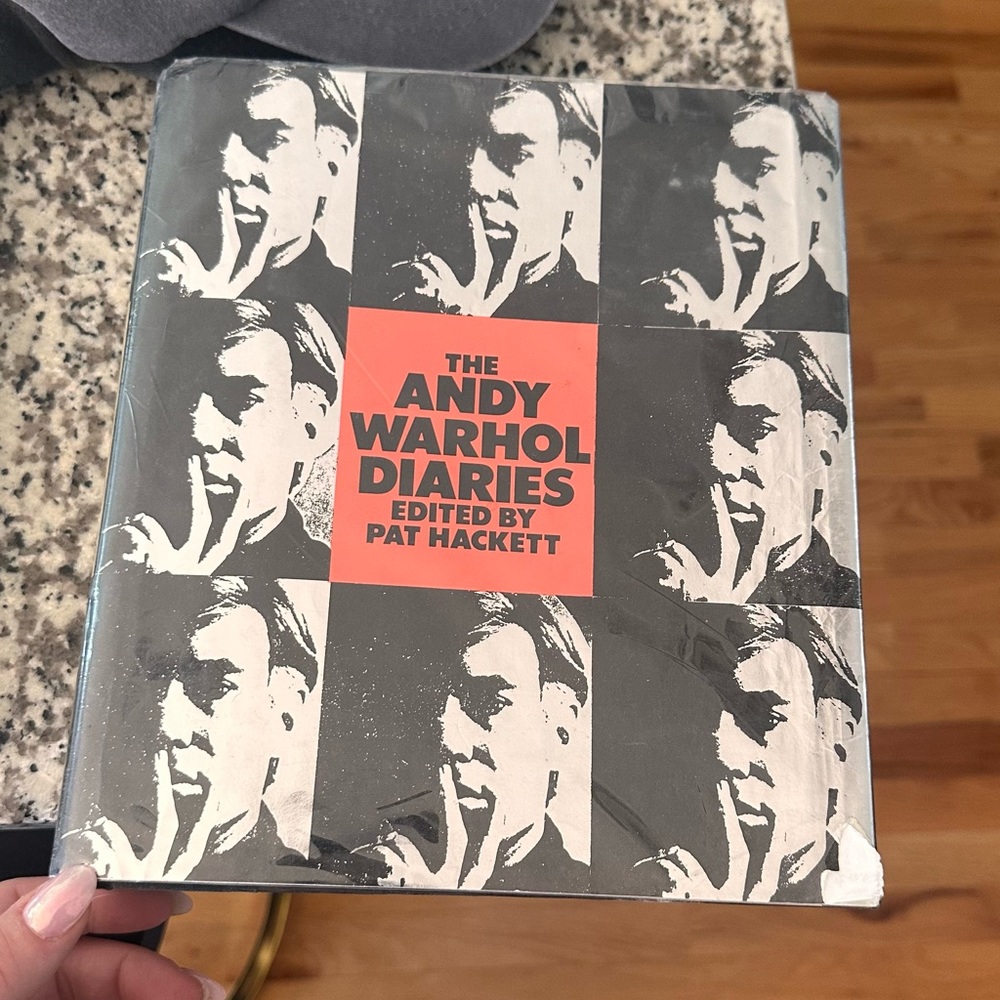 THE
ANDY
WARHOL
DIARIES
EDITED BY
PAT HACKETT